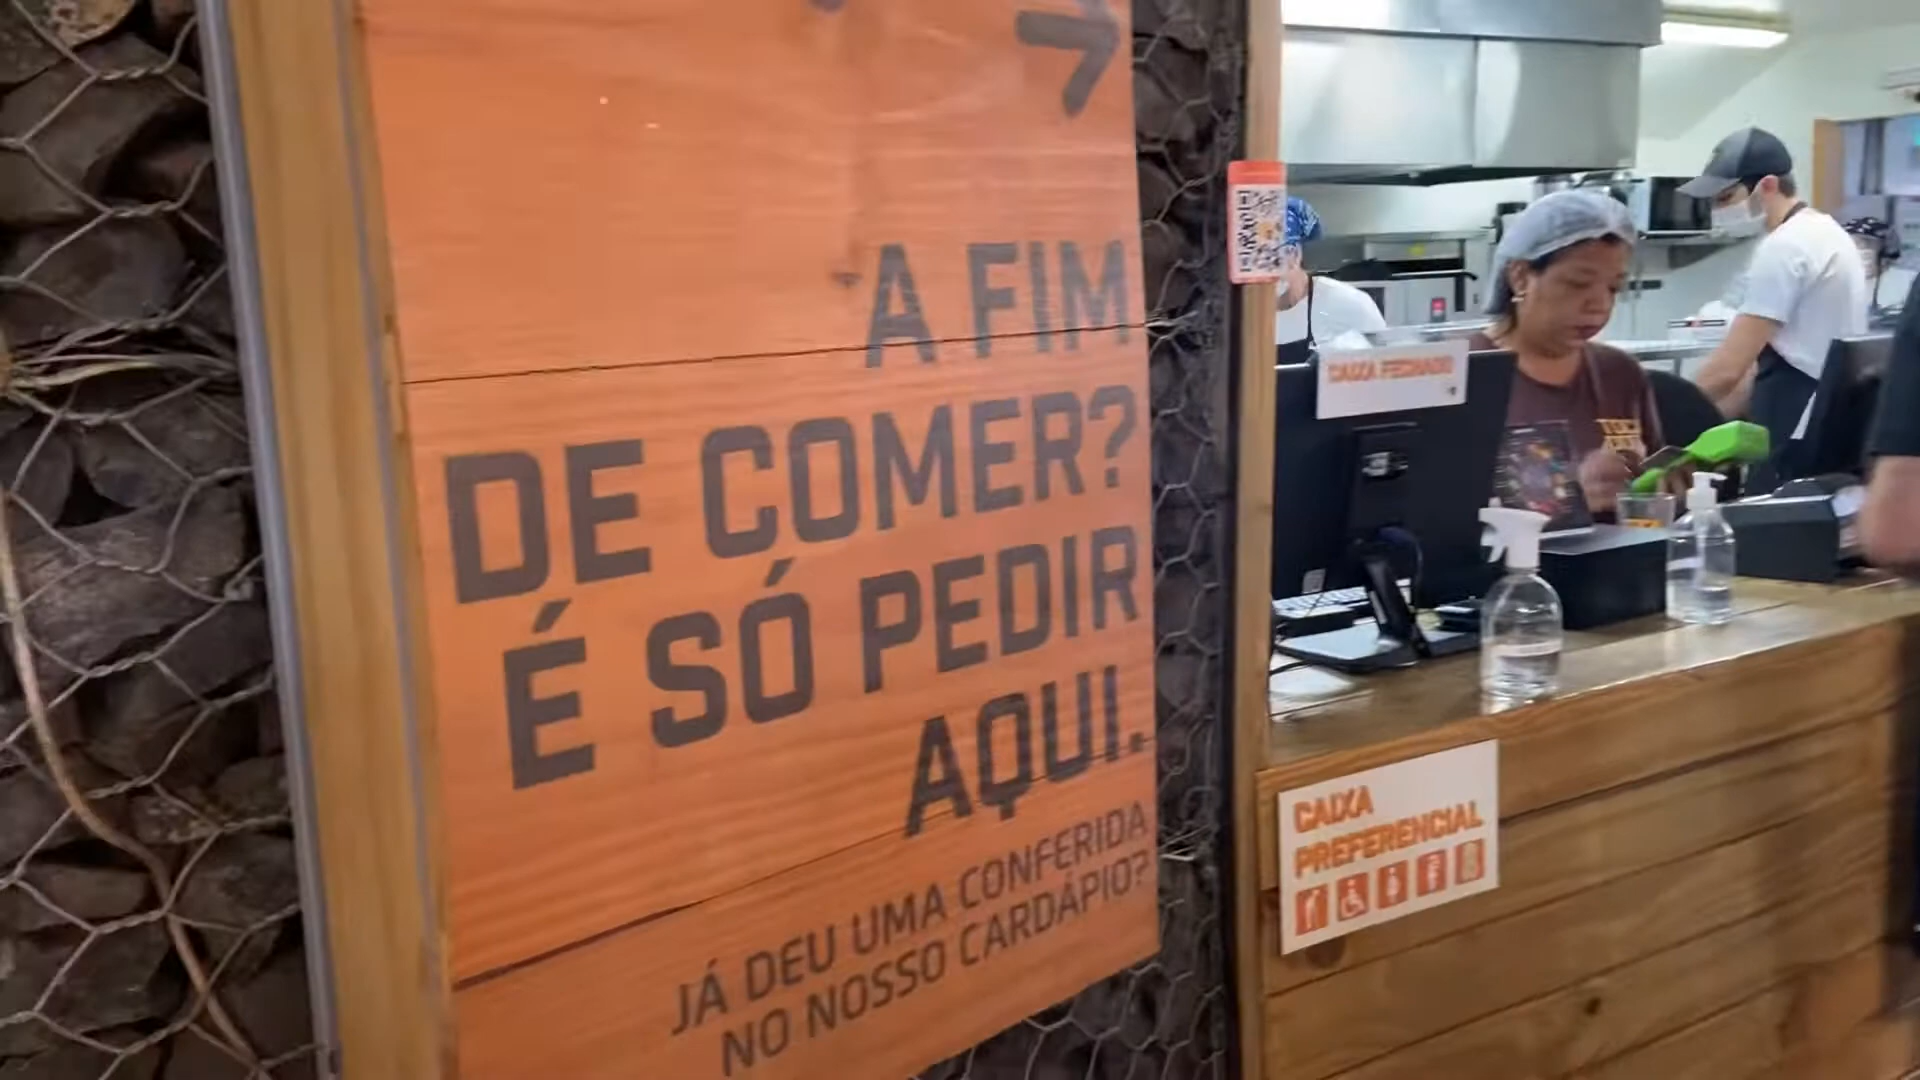 A FIM
DE COMER?
É SÓ PEDIR
AQUI.
JÁ DEU UMA CONFERIDA
NO NOSSO CARDÁPIO?
CAIXA FECHADO
CAIXA
PREFERENCIAL